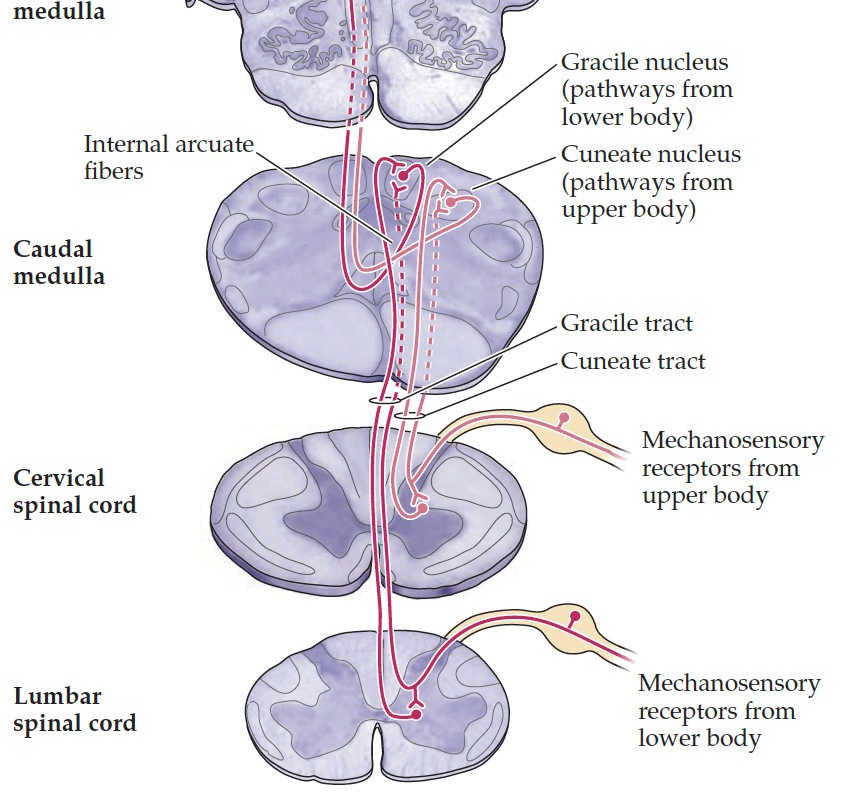 medulla
Gracile nucleus
(pathways from
lower body)
Internal arcuate
fibers
Cuneate nucleus
(pathways from
upper body)
Caudal
medulla
Gracile tract
Cuneate tract
Mechanosensory
receptors from
upper body
Cervical
spinal cord
Mechanosensory
receptors from
lower body
Lumbar
spinal cord